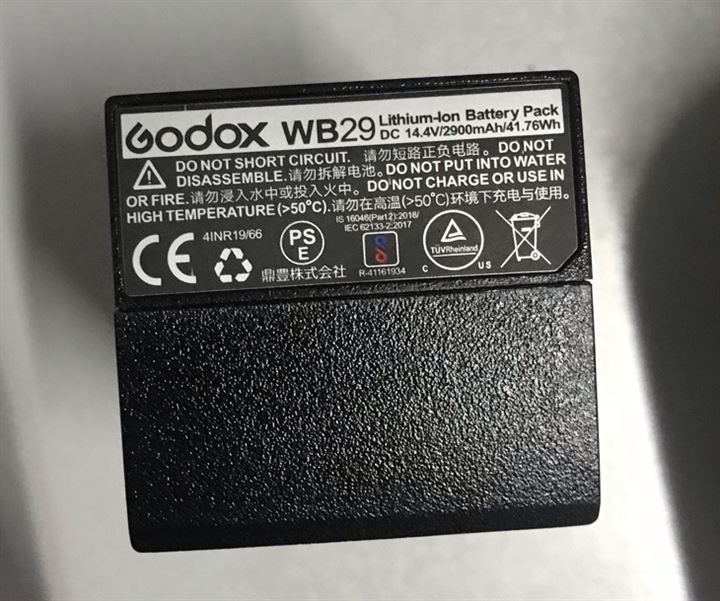 Godox WB29 Lithium-Ion Battery Pack
DC 14.4V/2900mAh/41.76Wh
DO NOT SHORT CIRCUIT. 请勿短路正负电路。DO NOT
DISASSEMBLE.请勿拆解电池。DO NOT PUT INTO WATER
OR FIRE.请勿浸入水中或投入火中。DO NOT CHARGE OR USE IN
HIGH TEMPERATURE (>50°C).请勿在高温(>50°C)环境下充电与使用。
CE
4INR19/66
PS
E
鼎豊株式会社
IS 16046(Part2):2018/
IEC 62133-2:2017
R-41161934
TÜVRheinland
C US